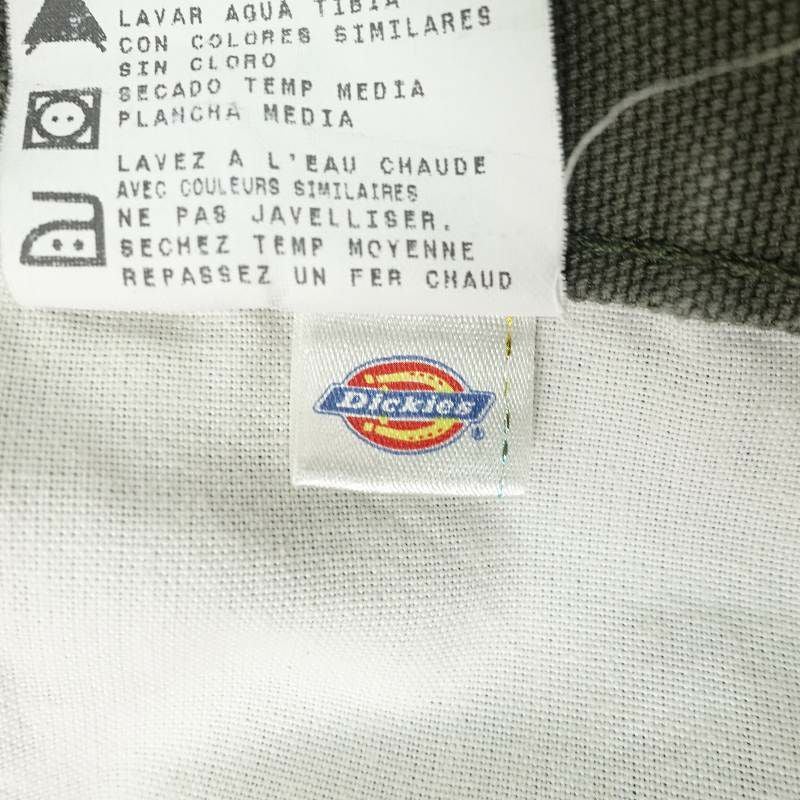 LAVAR AGUA TIBIA
CON COLORES SIMILARES
SIN CLORO
SECADO TEMP MEDIA
PLANCHA MEDIA
LAVEZ A L'EAU CHAUDE
AVEC COULEURS SIMILAIRES
NE PAS JAVELLISER.
SECHEZ TEMP MOYENNE
REPASSEZ UN FER CHAUD
Dickies
®